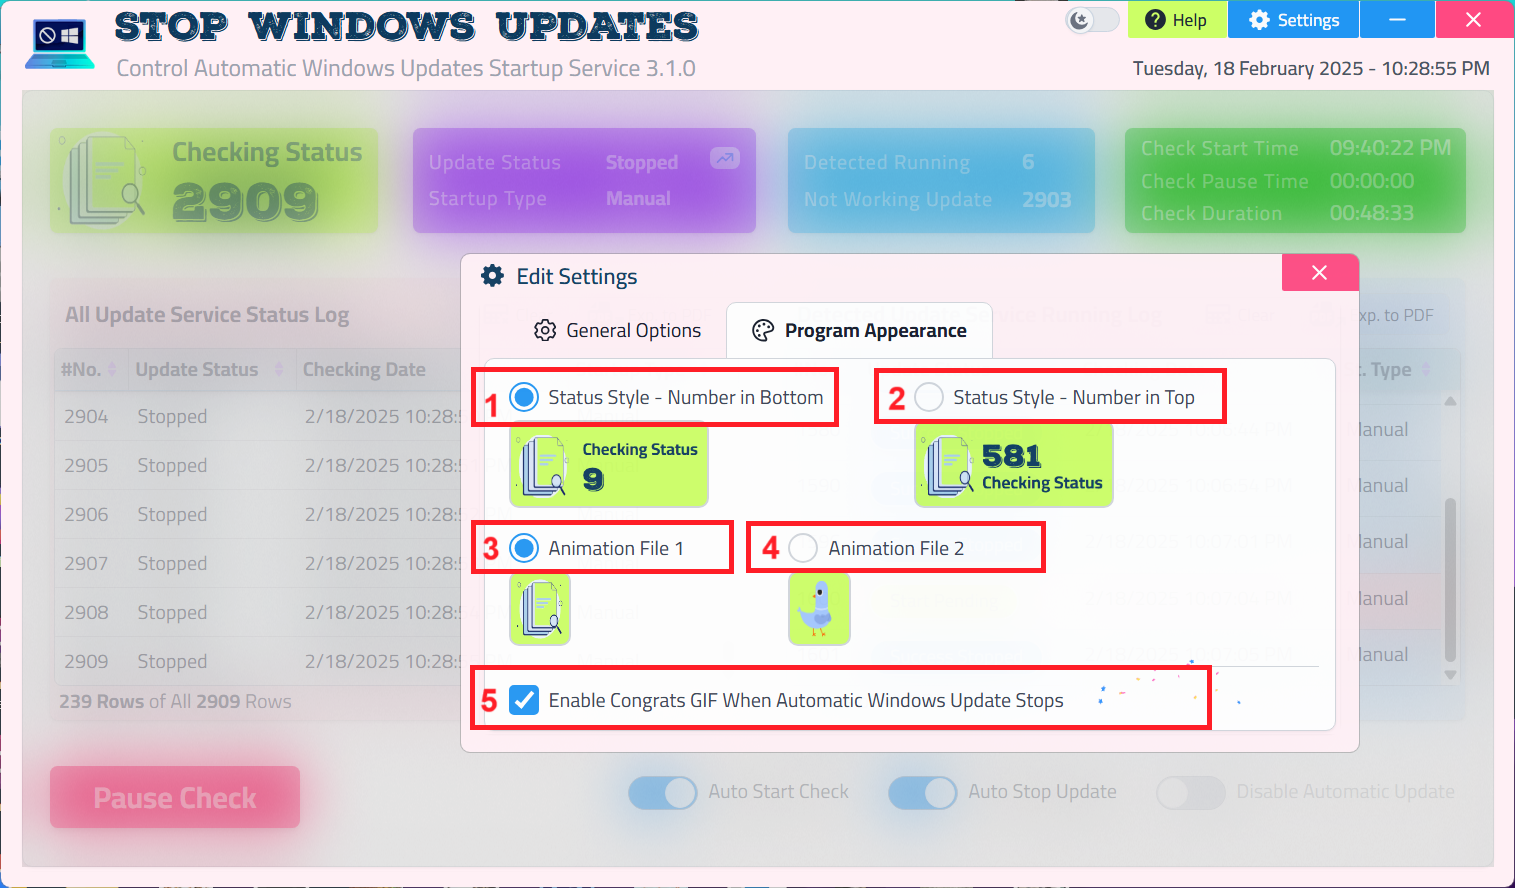 STOP WINDOWS UPDATES
Control Automatic Windows Updates Startup Service 3.1.0
Help
Settings
Tuesday, 18 February 2025 - 10:28:55 PM
Checking Status
2909
Update Status Stopped
Startup Type Manual
Detected Running 6
Not Working Update 2903
Check Start Time 09:40:22 PM
Check Pause Time 00:00:00
Check Duration 00:48:33
All Update Service Status Log
xp. to PDF
#No. Update Status Checking Date
. Type
2904 Stopped 2/18/2025 10:28:
2905 Stopped 2/18/2025 10:28:
2906 Stopped 2/18/2025 10:28:
2907 Stopped 2/18/2025 10:28:
2908 Stopped 2/18/2025 10:28:
2909 Stopped 2/18/2025 10:28:
Manual
Manual
Manual
Manual
Manual
239 Rows of All 2909 Rows
Edit Settings
General Options
Program Appearance
1 Status Style - Number in Bottom
2 Status Style - Number in Top
Checking Status
9
581
Checking Status
3 Animation File 1
4 Animation File 2
5 Enable Congrats GIF When Automatic Windows Update Stops
Pause Check
Auto Start Check
Auto Stop Update
Disable Automatic Update